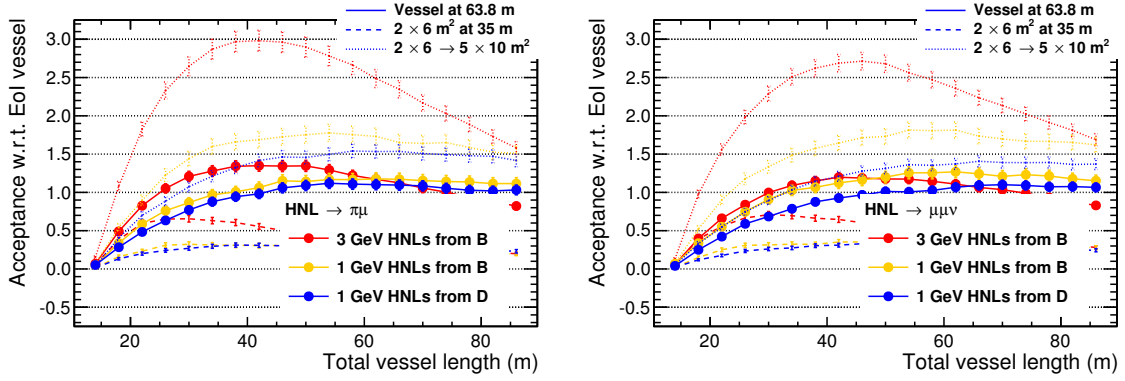 Vessel at 63.8 m
2 × 6 m² at 35 m
2 × 6 → 5 × 10 m²
Acceptance w.r.t. EoI vessel
3.0
2.5
2.0
1.5
1.0
0.5
0.0
-0.5
HNL → πμ
3 GeV HNLs from B
1 GeV HNLs from B
1 GeV HNLs from D
20 40 60 80
Total vessel length (m)
Vessel at 63.8 m
2 × 6 m² at 35 m
2 × 6 → 5 × 10 m²
Acceptance w.r.t. EoI vessel
3.0
2.5
2.0
1.5
1.0
0.5
0.0
-0.5
HNL → μμν
3 GeV HNLs from B
1 GeV HNLs from B
1 GeV HNLs from D
20 40 60 80
Total vessel length (m)